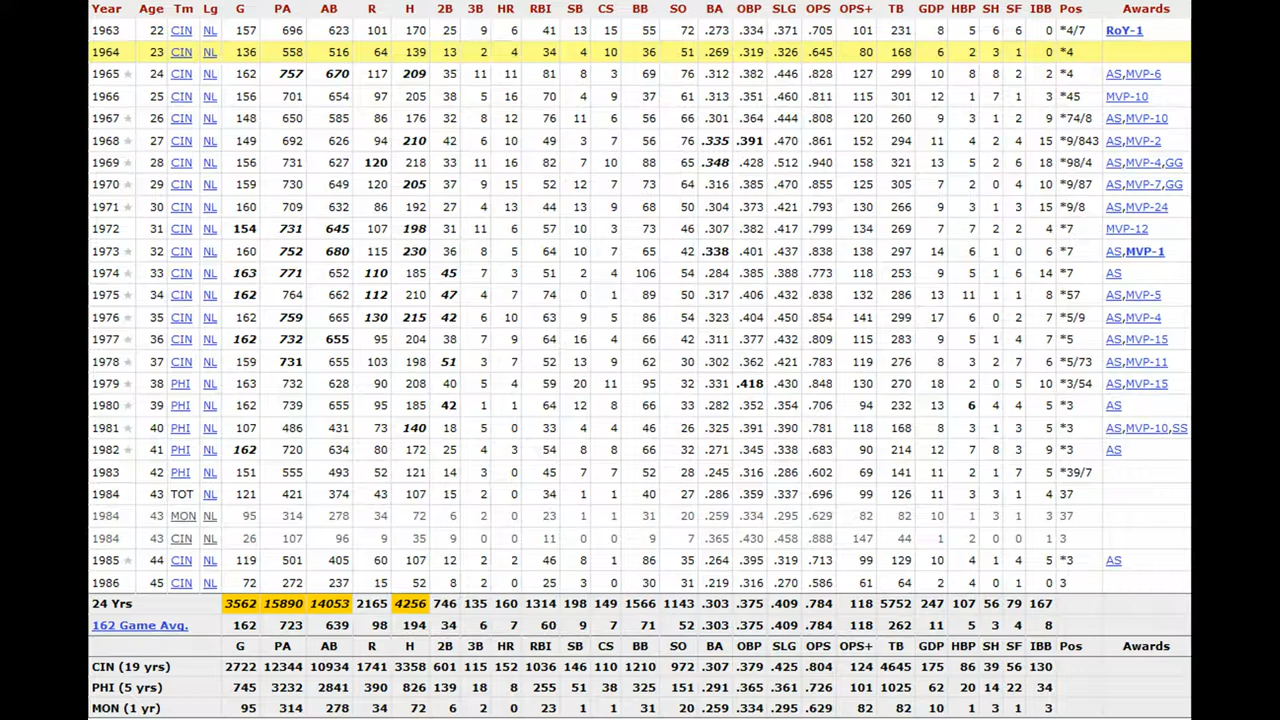 Year Age Tm Lg G PA AB R H 2B 3B HR RBI SB CS BB SO BA OBP SLG OPS OPS+ TB GDP HBP SH SF IBB Pos Awards
1963 22 CIN NL 157 696 623 101 170 25 9 6 41 13 15 55 72 .273 .334 .371 .705 101 231 8 5 6 6 0 *4/7 RoY-1
1964 23 CIN NL 136 558 516 64 139 13 2 4 34 4 10 36 51 .269 .319 .326 .645 80 168 6 2 3 1 0 *4
1965 24 CIN NL 162 757 670 117 209 35 11 11 81 8 3 69 76 .312 .382 .446 .828 127 299 10 8 8 2 2 *4 AS,MVP-6
1966 25 CIN NL 156 701 654 97 205 38 5 16 70 4 9 37 61 .313 .351 .460 .811 115 301 12 1 7 1 3 *45 MVP-10
1967 26 CIN NL 148 650 585 86 176 32 8 12 76 11 6 56 66 .301 .364 .444 .808 120 260 9 3 1 2 9 *74/8 AS,MVP-10
1968 27 CIN NL 149 692 626 94 210 42 6 10 49 3 7 56 76 .335 .391 .470 .861 152 294 11 4 2 4 15 *9/843 AS,MVP-2
1969 28 CIN NL 156 731 627 120 218 33 11 16 82 7 10 88 65 .348 .428 .512 .940 158 321 13 5 2 6 18 *98/4 AS,MVP-4,GG
1970 29 CIN NL 159 730 649 120 205 37 9 15 52 12 7 73 64 .316 .385 .470 .855 125 305 7 2 0 4 10 *9/87 AS,MVP-7,GG
1971 30 CIN NL 160 709 632 86 192 27 4 13 44 13 9 68 50 .304 .373 .421 .793 130 266 9 3 1 3 15 *9/8 AS,MVP-24
1972 31 CIN NL 154 731 645 107 198 31 11 6 57 10 3 73 46 .307 .382 .417 .799 134 269 7 7 2 2 4 *7 MVP-12
1973 32 CIN NL 160 752 680 115 230 36 8 5 64 10 7 65 42 .338 .401 .437 .838 138 297 14 6 1 0 6 *7 AS,MVP-1
1974 33 CIN NL 163 771 652 110 185 45 7 3 51 2 4 106 54 .284 .385 .388 .773 118 253 9 5 1 6 14 *7 AS
1975 34 CIN NL 162 764 662 112 210 47 4 7 74 0 1 89 50 .317 .406 .432 .838 132 286 13 11 1 1 8 *57 AS,MVP-5
1976 35 CIN NL 162 759 665 130 215 42 6 10 63 9 5 86 54 .323 .404 .450 .854 141 299 17 6 0 2 7 *5/9 AS,MVP-4
1977 36 CIN NL 162 732 655 95 204 38 7 9 64 16 4 66 42 .311 .377 .432 .809 115 283 9 5 1 4 7 *5 AS,MVP-15
1978 37 CIN NL 159 731 655 103 198 51 3 7 52 13 9 62 30 .302 .362 .421 .783 119 276 8 3 2 7 6 *5/73 AS,MVP-11
1979 38 PHI NL 163 732 628 90 208 40 5 4 59 20 11 95 32 .331 .418 .430 .848 130 270 18 2 0 5 10 *3/54 AS,MVP-15
1980 39 PHI NL 162 739 655 95 185 42 1 1 64 12 8 66 33 .282 .352 .354 .706 94 232 13 6 4 4 5 *3 AS
1981 40 PHI NL 107 486 431 73 140 18 5 0 33 4 4 46 26 .325 .391 .390 .781 118 168 8 3 1 3 5 *3 AS,MVP-10,SS
1982 41 PHI NL 162 720 634 80 172 25 4 3 54 8 8 66 32 .271 .345 .338 .683 90 214 12 7 8 3 9 *3 AS
1983 42 PHI NL 151 555 493 52 121 14 3 0 45 7 7 52 28 .245 .316 .286 .602 69 141 11 2 1 7 5 *39/7
1984 43 TOT NL 121 421 374 43 107 15 2 0 34 1 1 40 27 .286 .359 .337 .696 99 126 11 3 3 1 4 37
1984 43 MON NL 95 314 278 34 72 6 2 0 23 1 1 31 20 .259 .334 .295 .629 82 82 10 1 3 1 3 37
1984 43 CIN NL 26 107 96 9 35 9 0 0 11 0 0 9 7 .365 .430 .458 .888 147 44 1 2 0 0 1 3
1985 44 CIN NL 119 501 405 60 107 12 2 2 46 8 1 86 35 .264 .395 .319 .713 99 129 10 4 1 4 5 *3 AS
1986 45 CIN NL 72 272 237 15 52 8 2 0 25 3 0 30 31 .219 .316 .270 .586 61 64 2 4 0 1 0 3
24 Yrs 3562 15890 14053 2165 4256 746 135 160 1314 198 149 1566 1143 .303 .375 .409 .784 118 5752 247 107 56 79 167
162 Game Avg. 162 723 639 98 194 34 6 7 60 9 7 71 52 .303 .375 .409 .784 118 262 11 5 3 4 8
G PA AB R H 2B 3B HR RBI SB CS BB SO BA OBP SLG OPS OPS+ TB GDP HBP SH SF IBB Pos Awards
CIN (19 yrs) 2722 12344 10934 1741 3358 601 115 152 1036 146 110 1210 972 .307 .379 .425 .804 124 4645 175 86 39 56 130
PHI (5 yrs) 745 3232 2841 390 826 139 18 8 255 51 38 325 151 .291 .365 .361 .726 101 1025 62 20 14 22 34
MON (1 yr) 95 314 278 34 72 6 2 0 23 1 1 31 20 .259 .334 .295 .629 82 82 10 1 3 1 3